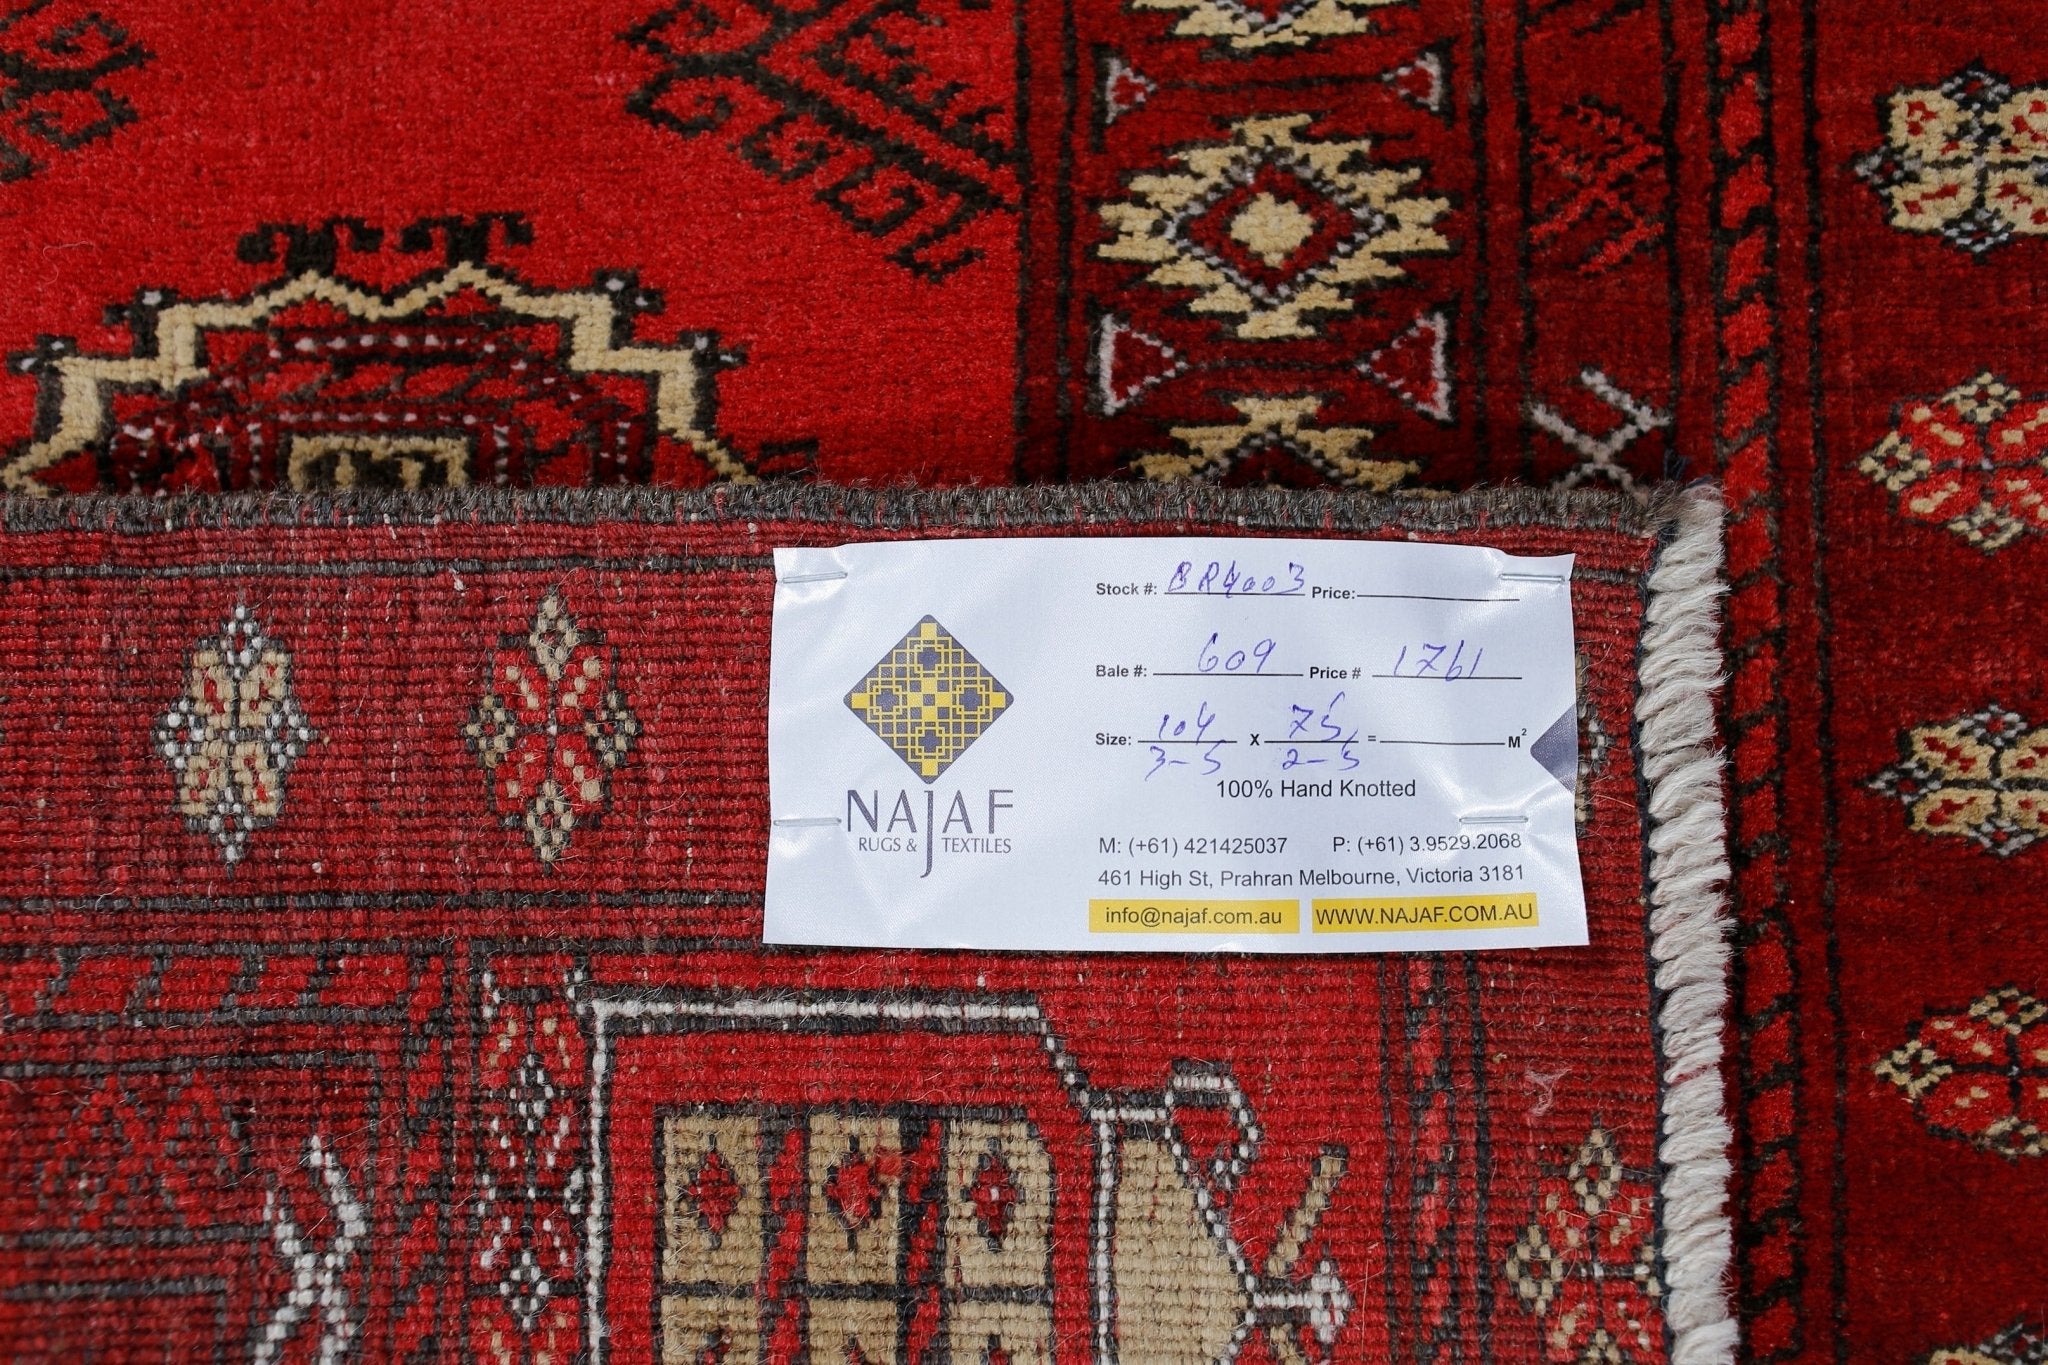 Stock #: BR4003 Price:
Bale #: 609 Price # 1761
Size: 104 x 75 = M²
3-5 2-5
100% Hand Knotted
NAJAF
RUGS & TEXTILES
M: (+61) 421425037 P: (+61) 3.9529.2068
461 High St, Prahran Melbourne, Victoria 3181
info@najaf.com.au WWW.NAJAF.COM.AU